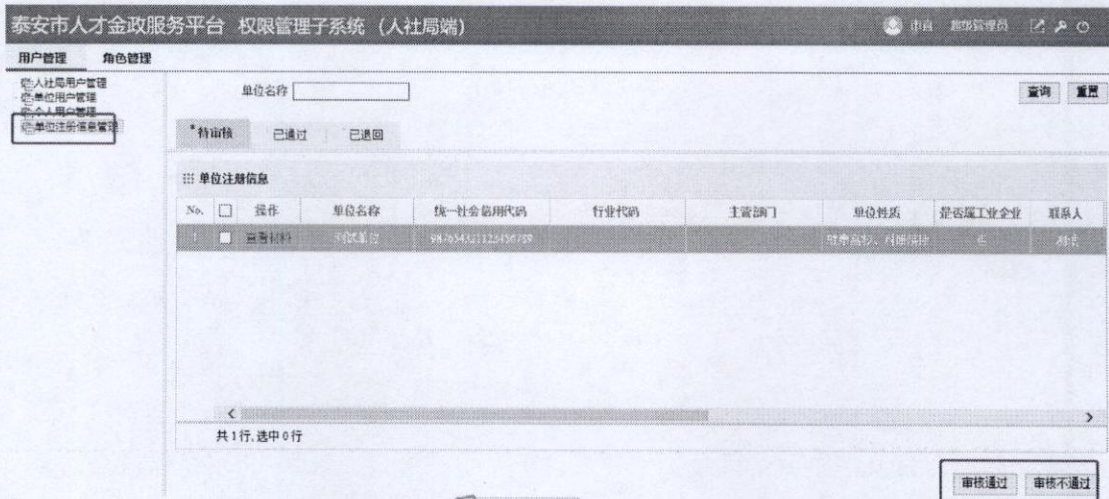 泰安市人才金政服务平台 权限管理子系统（人社局端） 市直 超级管理员
用户管理 角色管理
人社局用户管理
单位用户管理
个人用户管理
单位注册信息管理
单位名称 查询 重置
*待审核 已通过 已退回
单位注册信息
No. 操作 单位名称 统一社会信用代码 行业代码 主管部门 单位性质 是否属工业企业 联系人
1 查看材料 测试单位
共1行,选中0行
审核通过 审核不通过